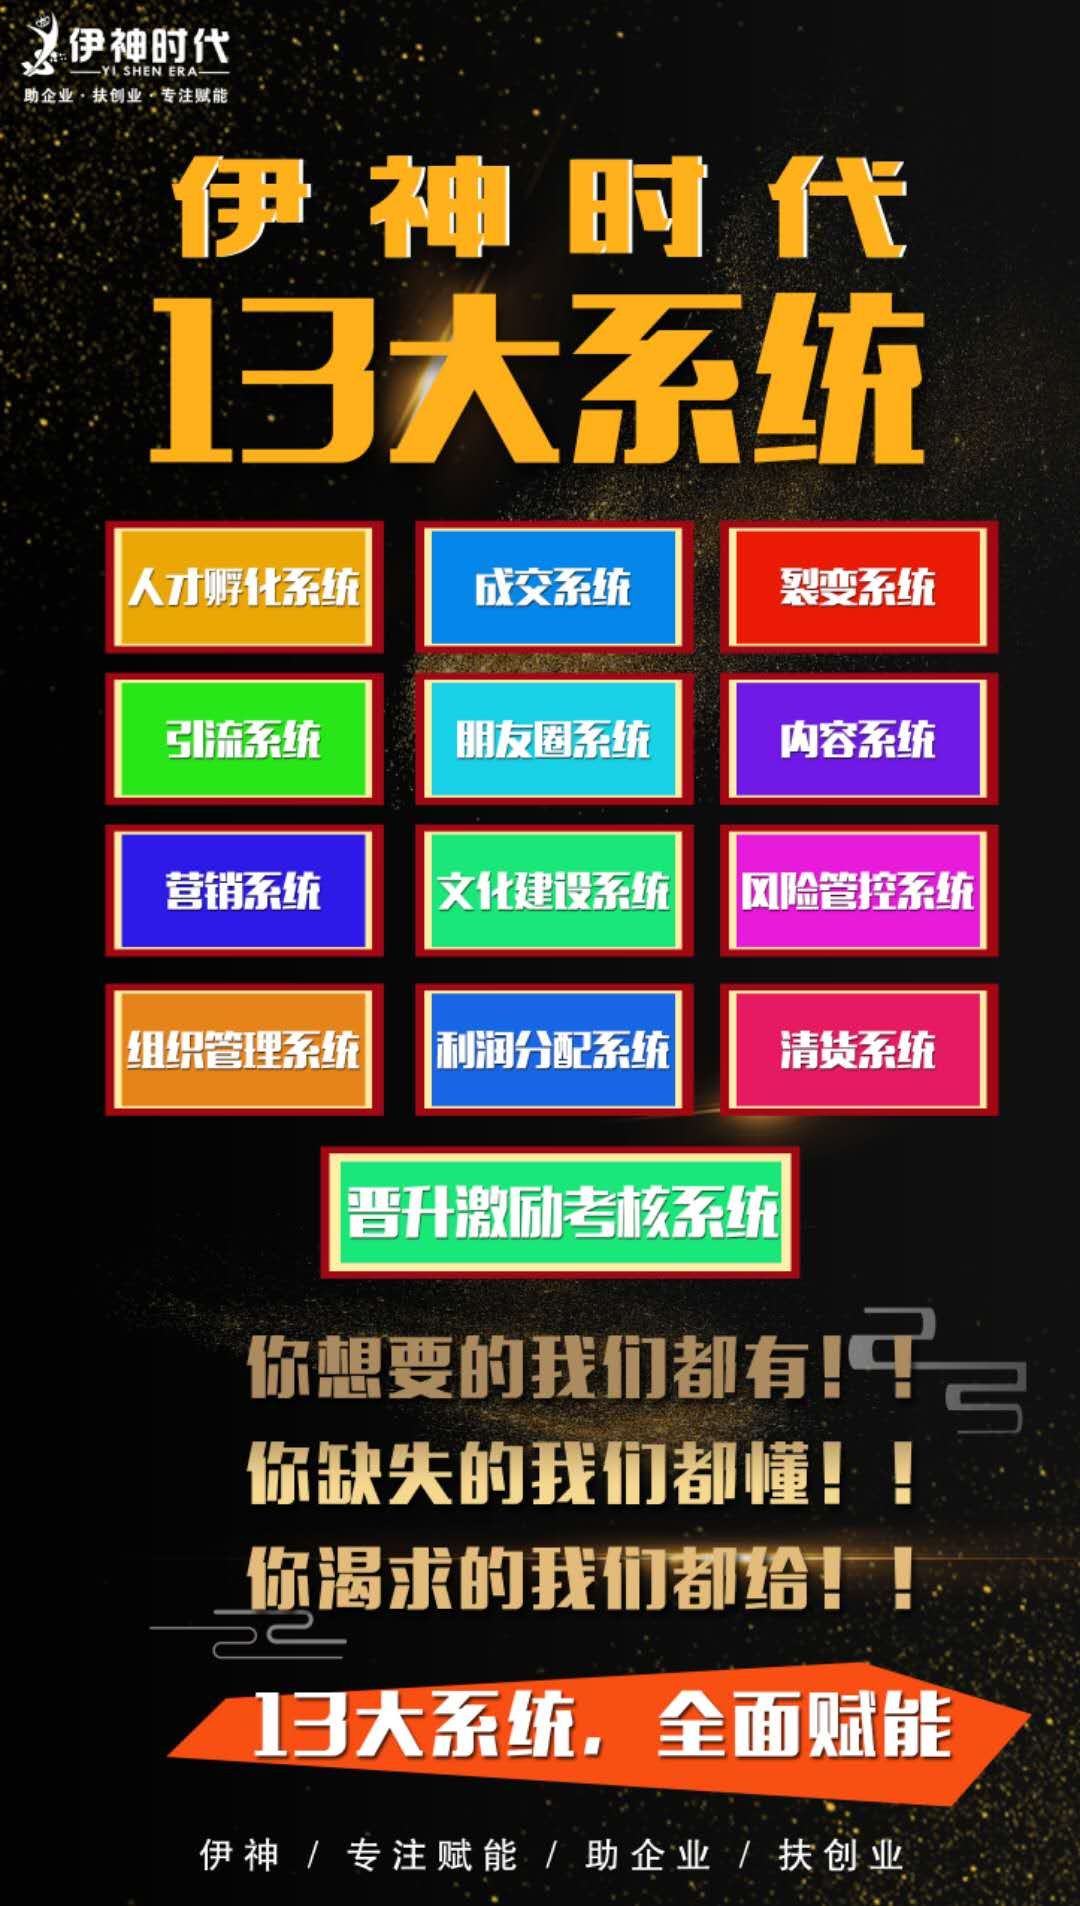 伊神时代
YI SHEN ERA
助企业·扶创业·专注赋能
伊神时代
13大系统
人才孵化系统 成交系统 裂变系统
引流系统 朋友圈系统 内容系统
营销系统 文化建设系统 风险管控系统
组织管理系统 利润分配系统 清货系统
晋升激励考核系统
你想要的我们都有！！
你缺失的我们都懂！！
你渴求的我们都给！！
13大系统，全面赋能
伊神 / 专注赋能 / 助企业 / 扶创业